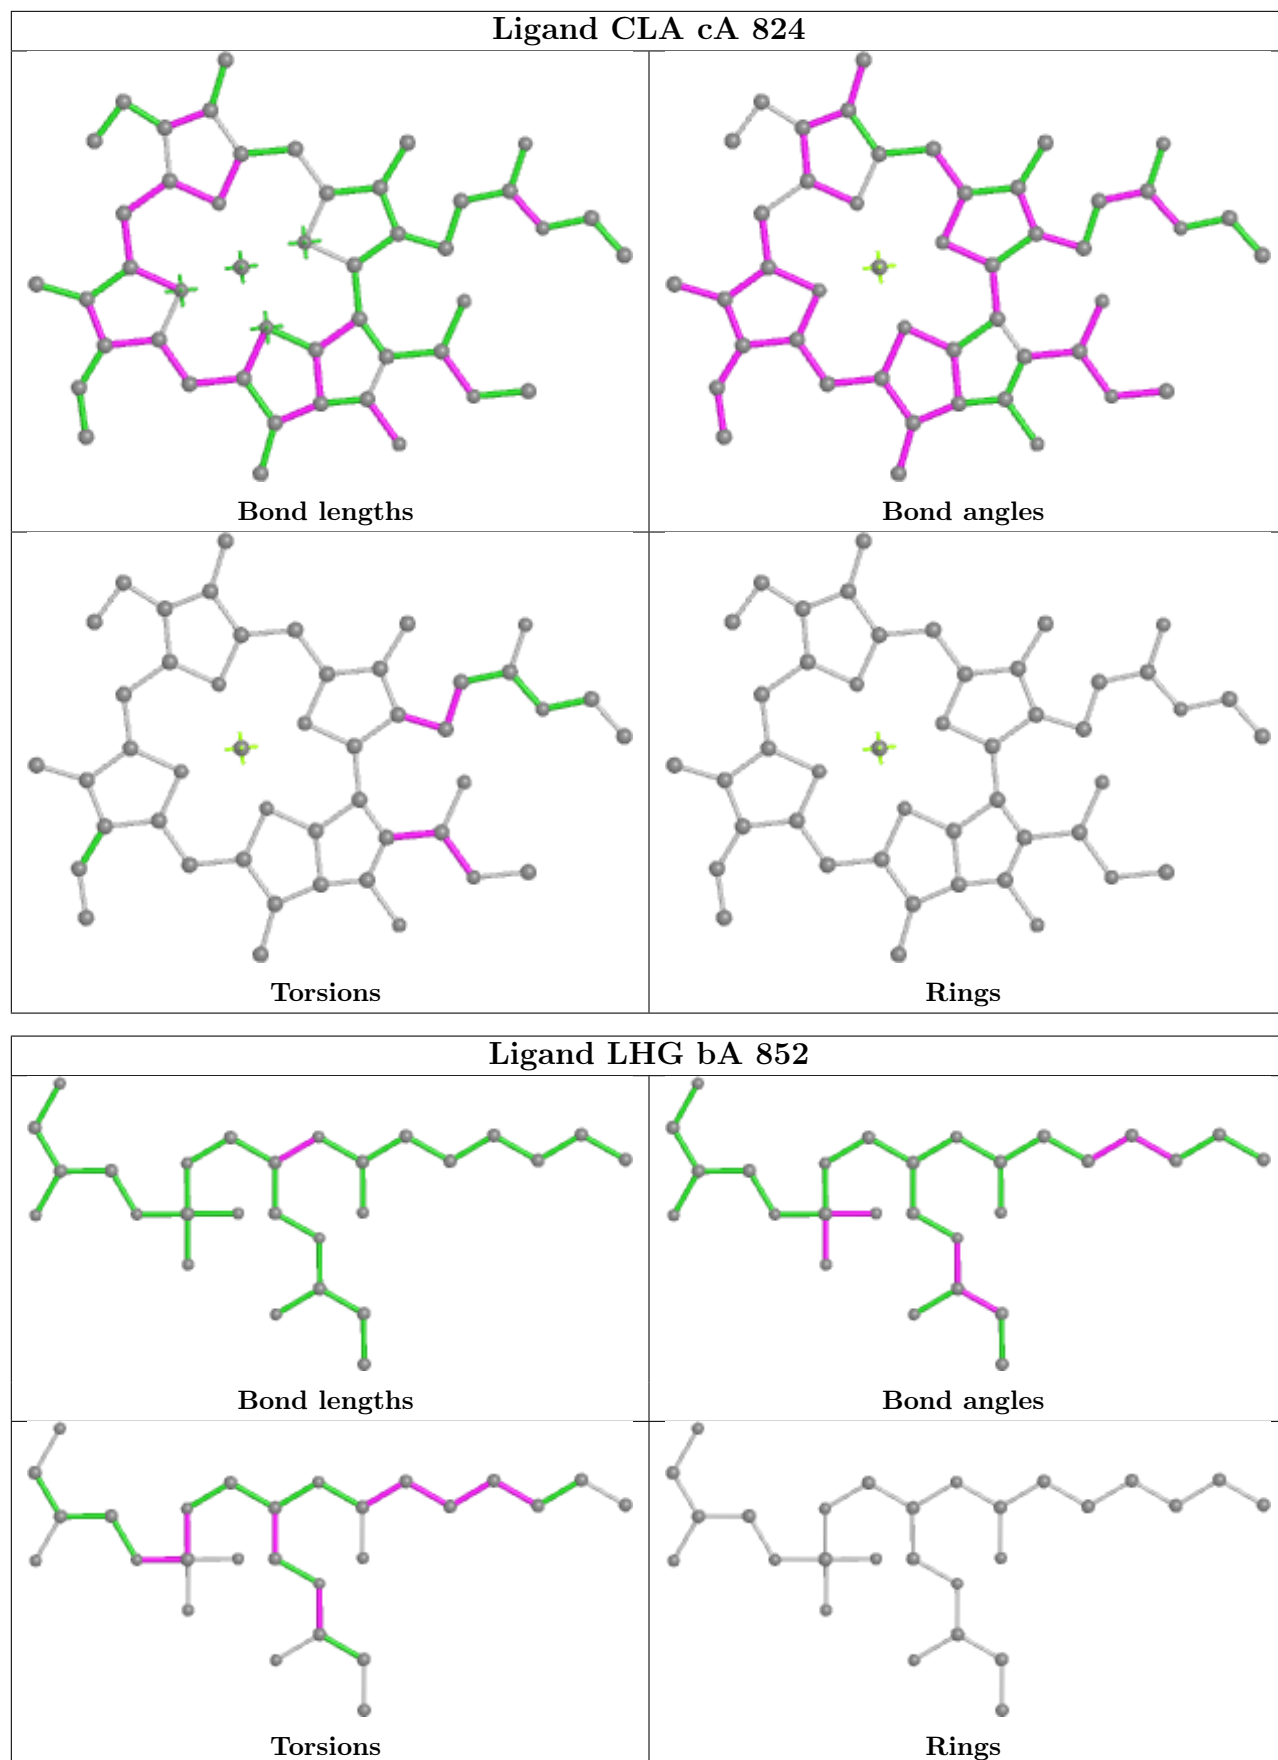 Ligand CLA cA 824
Bond lengths
Bond angles
Torsions
Rings
Ligand LHG bA 852
Bond lengths
Bond angles
Torsions
Rings